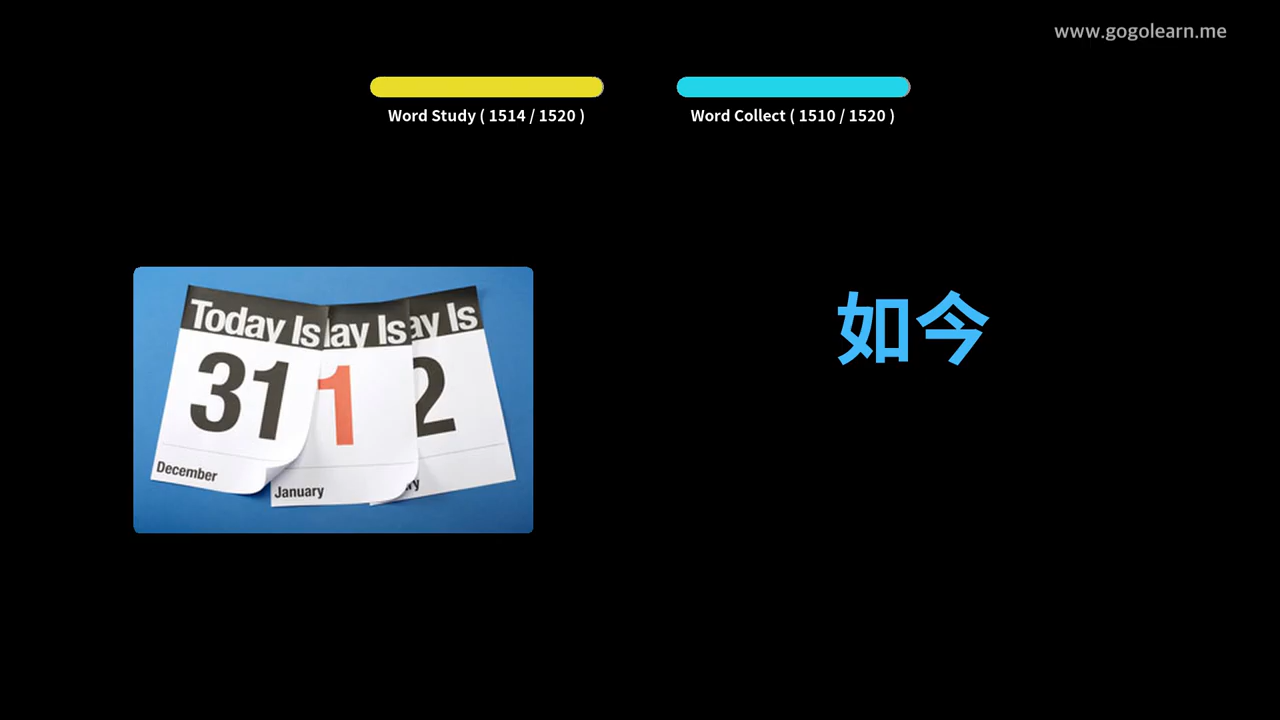 www.gogolearn.me
Word Study ( 1514 / 1520 )
Word Collect ( 1510 / 1520 )
如今
Today Is
ay Is
ay Is
31
1
2
December
January
ry